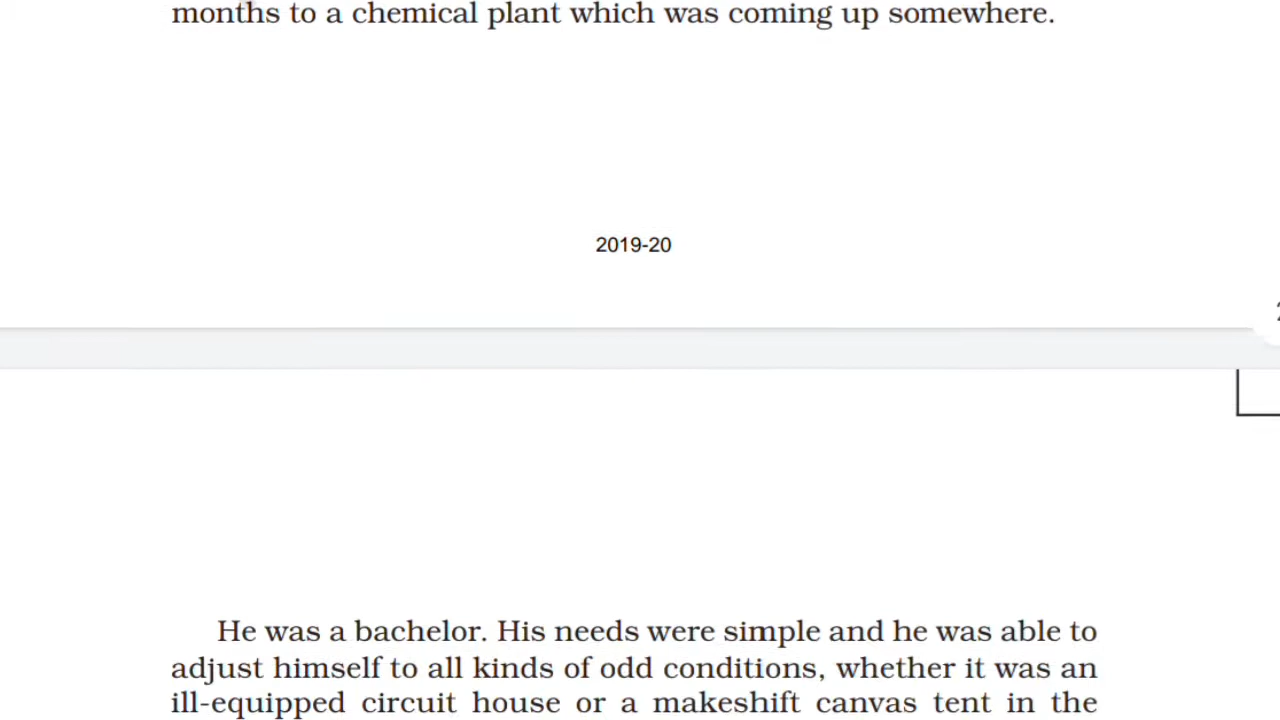 months to a chemical plant which was coming up somewhere.
2019-20
He was a bachelor. His needs were simple and he was able to
adjust himself to all kinds of odd conditions, whether it was an
ill-equipped circuit house or a makeshift canvas tent in the